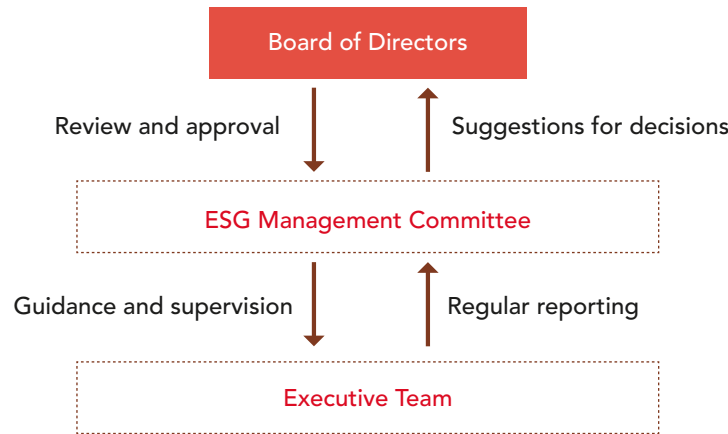 Board of Directors
Review and approval
Suggestions for decisions
ESG Management Committee
Guidance and supervision
Regular reporting
Executive Team